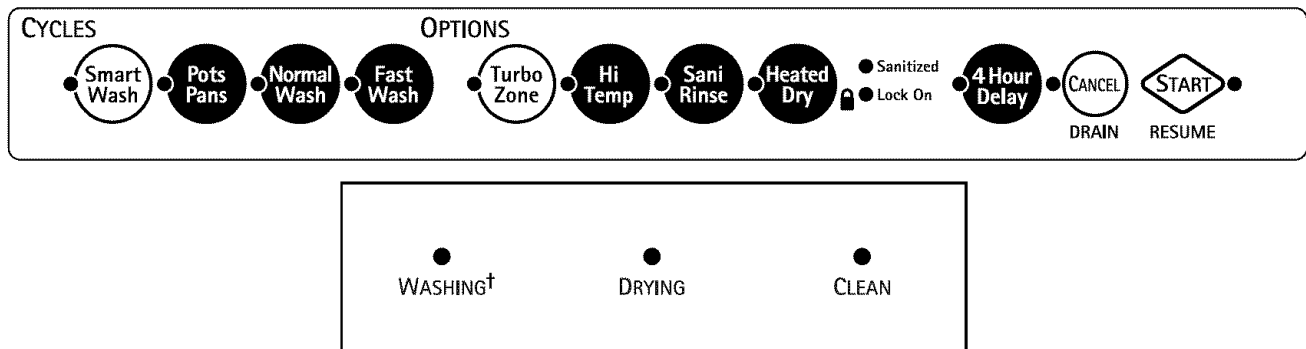 CYCLES
OPTIONS
Smart
Wash
Pots
Pans
Normal
Wash
Fast
Wash
Turbo
Zone
Hi
Temp
Sani
Rinse
Heated
Dry
Sanitized
Lock On
4 Hour
Delay
CANCEL
DRAIN
START
RESUME
WASHING†
DRYING
CLEAN